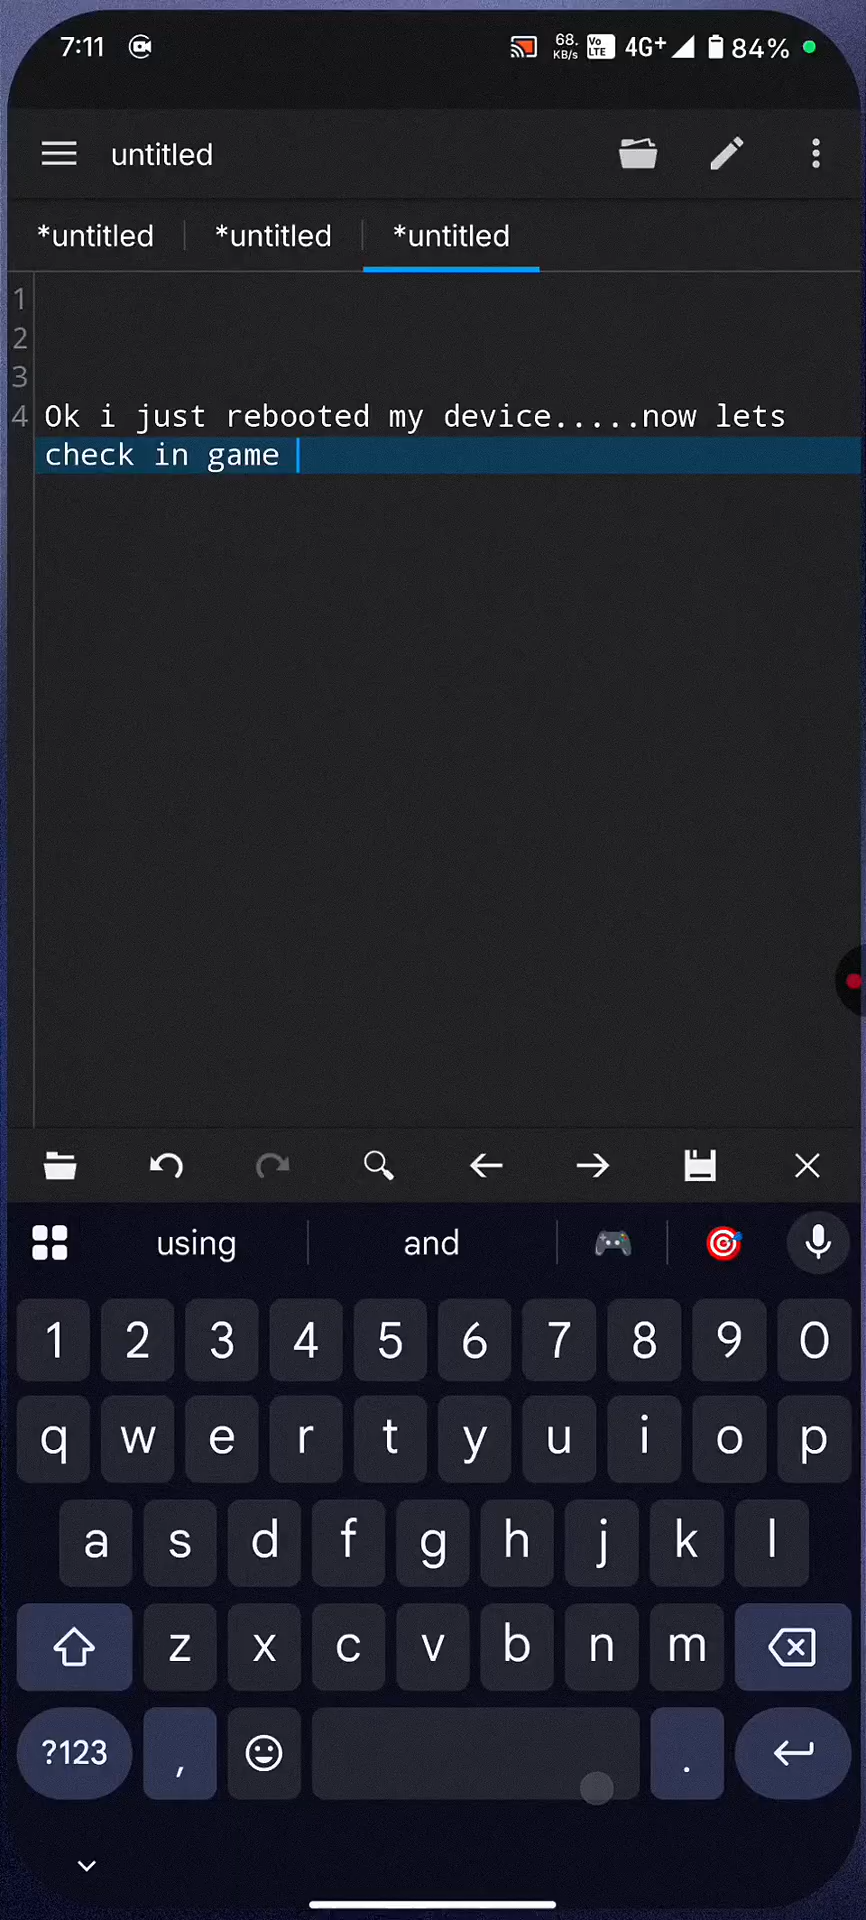 7:11 68. KB/s Vo LTE 4G+ 84%
untitled
*untitled *untitled *untitled
1
2
3
4 Ok i just rebooted my device.....now lets
check in game
using and
1 2 3 4 5 6 7 8 9 0
q w e r t y u i o p
a s d f g h j k l
z x c v b n m
?123 , .